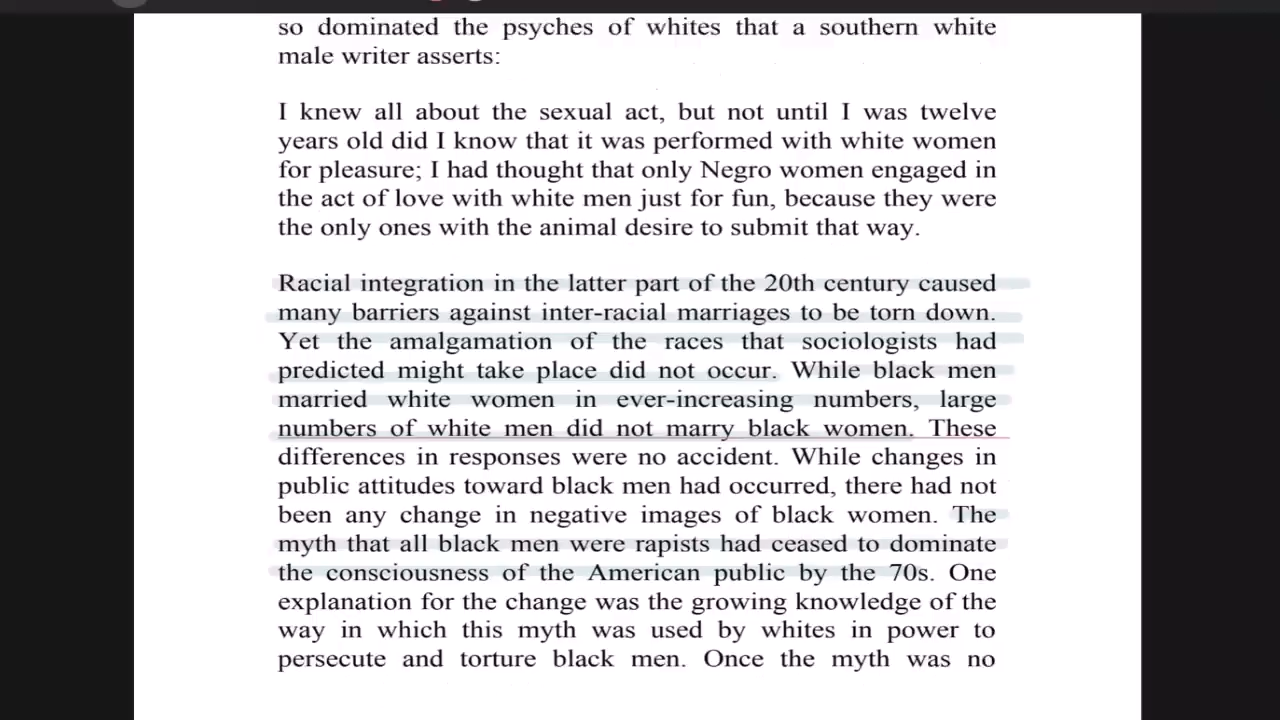 so dominated the psyches of whites that a southern white
male writer asserts:
I knew all about the sexual act, but not until I was twelve
years old did I know that it was performed with white women
for pleasure; I had thought that only Negro women engaged in
the act of love with white men just for fun, because they were
the only ones with the animal desire to submit that way.
Racial integration in the latter part of the 20th century caused
many barriers against inter-racial marriages to be torn down.
Yet the amalgamation of the races that sociologists had
predicted might take place did not occur. While black men
married white women in ever-increasing numbers, large
numbers of white men did not marry black women. These
differences in responses were no accident. While changes in
public attitudes toward black men had occurred, there had not
been any change in negative images of black women. The
myth that all black men were rapists had ceased to dominate
the consciousness of the American public by the 70s. One
explanation for the change was the growing knowledge of the
way in which this myth was used by whites in power to
persecute and torture black men. Once the myth was no